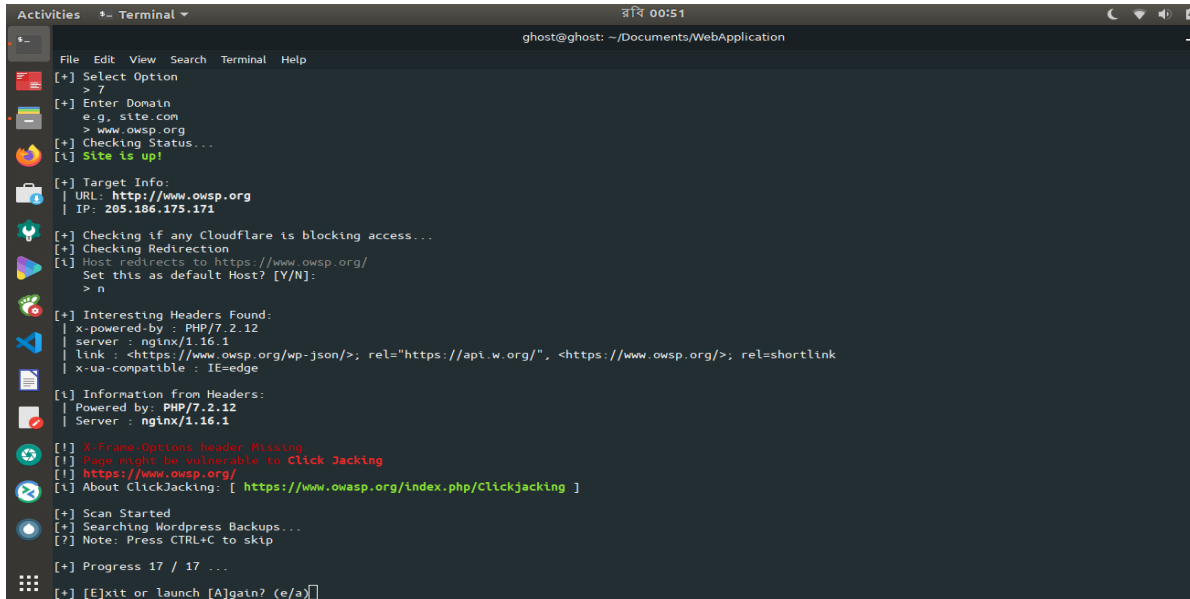 Activities Terminal
রবি 00:51
ghost@ghost: ~/Documents/WebApplication
File Edit View Search Terminal Help
[+] Select Option
> 7
[+] Enter Domain
e.g, site.com
> www.owsp.org
[+] Checking Status...
[i] Site is up!
[+] Target Info:
| URL: http://www.owsp.org
| IP: 205.186.175.171
[+] Checking if any Cloudflare is blocking access...
[+] Checking Redirection
[i] Host redirects to https://www.owsp.org/
Set this as default Host? [Y/N]:
> n
[+] Interesting Headers Found:
| x-powered-by : PHP/7.2.12
| server : nginx/1.16.1
| link : <https://www.owsp.org/wp-json/>; rel="https://api.w.org/", <https://www.owsp.org/>; rel=shortlink
| x-ua-compatible : IE=edge
[i] Information from Headers:
| Powered by: PHP/7.2.12
| Server : nginx/1.16.1
[!] X-Frame-Options header Missing
[!] Page might be vulnerable to Click Jacking
[!] https://www.owsp.org/
[i] About ClickJacking: [ https://www.owasp.org/index.php/Clickjacking ]
[+] Scan Started
[+] Searching Wordpress Backups...
[?] Note: Press CTRL+C to skip
[+] Progress 17 / 17 ...
[+] [E]xit or launch [A]gain? (e/a)